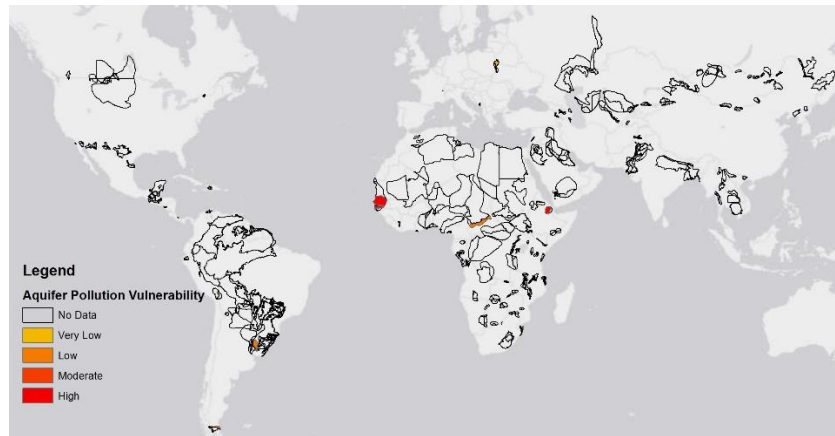 Legend
Aquifer Pollution Vulnerability
No Data
Very Low
Low
Moderate
High